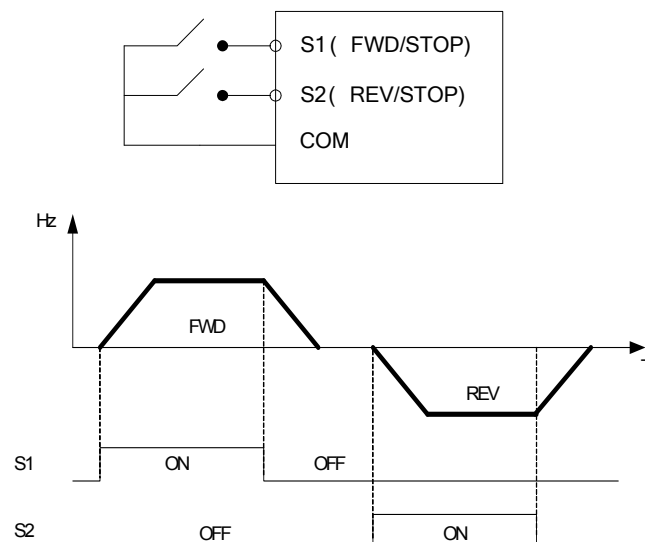 S1( FWD/STOP)
S2( REV/STOP)
COM
Hz
FWD
REV
S1 ON OFF
S2 OFF ON